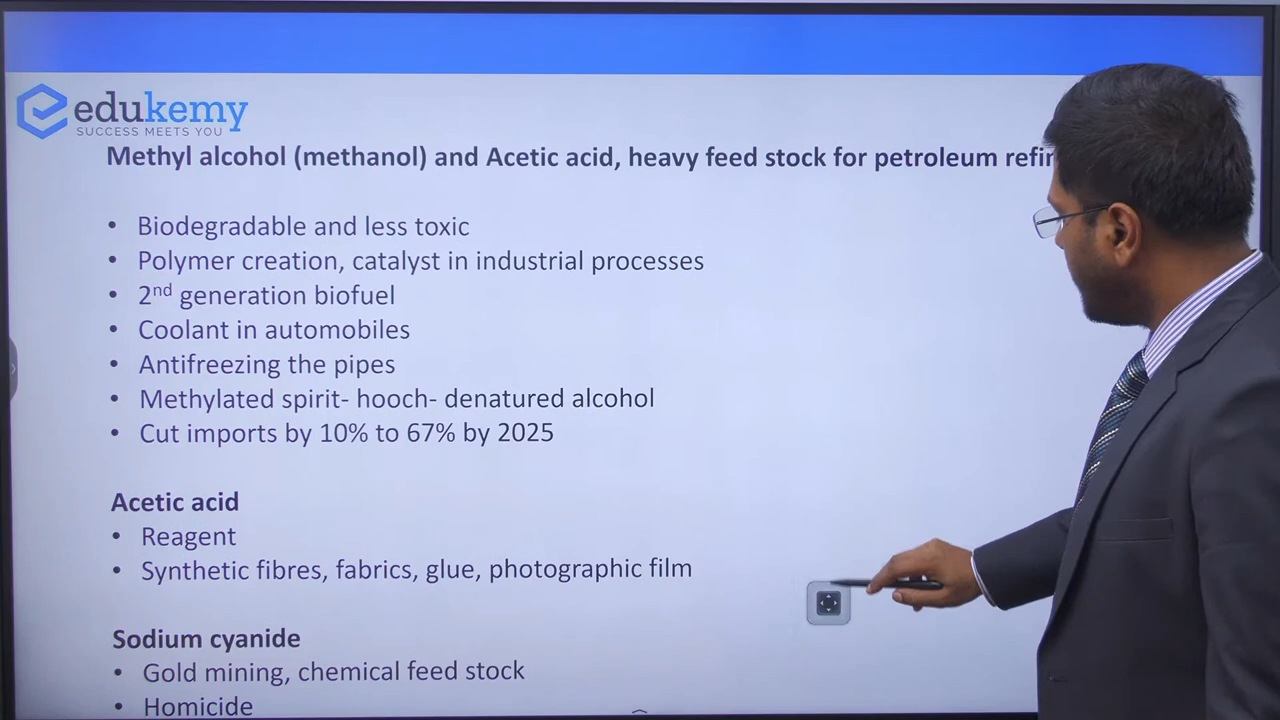 edukemy
SUCCESS MEETS YOU
Methyl alcohol (methanol) and Acetic acid, heavy feed stock for petroleum
• Biodegradable and less toxic
• Polymer creation, catalyst in industrial processes
• 2nd generation biofuel
• Coolant in automobiles
• Antifreezing the pipes
• Methylated spirit- hooch- denatured alcohol
• Cut imports by 10% to 67% by 2025
Acetic acid
• Reagent
• Synthetic fibres, fabrics, glue, photographic film
Sodium cyanide
• Gold mining, chemical feed stock
• Homicide